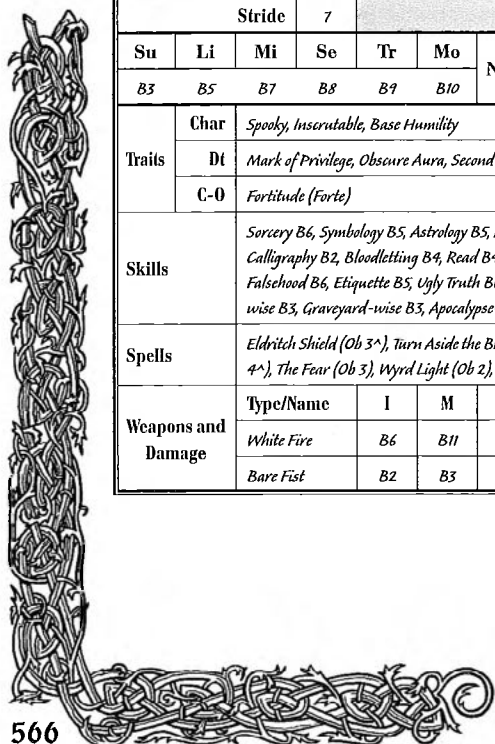 Stride 7
Su Li Mi Se Tr Mo
B3 B5 B7 B8 B9 B10
Traits Char Spooky, Inscrutable, Base Humility
Dt Mark of Privilege, Obscure Aura, Second
C-O Fortitude (Forte)
Skills
Sorcery B6, Symbology B5, Astrology B5,
Calligraphy B2, Bloodletting B4, Read B4
Falsehood B6, Etiquette B5, Ugly Truth
wise B3, Graveyard-wise B3, Apocalypse
Spells
Eldritch Shield (Ob 3^), Turn Aside the
4^), The Fear (Ob 3), Wyrd Light (Ob 2),
Weapons and Damage
Type/Name I M
White Fire B6 B11
Bare Fist B2 B3
566